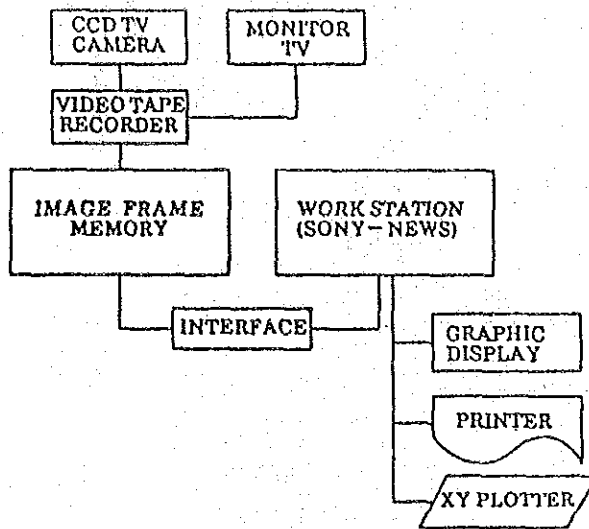 CCD TV
CAMERA
MONITOR
TV
VIDEO TAPE
RECORDER
IMAGE FRAME
MEMORY
WORK STATION
(SONY-NEWS)
INTERFACE
GRAPHIC
DISPLAY
PRINTER
XY PLOTTER